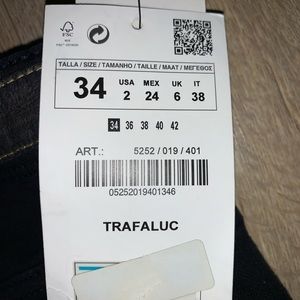 FSC
TALLA / SIZE / TAMANHO / TAILLE / MAAT / ΜΕΓΕΘΟΣ
34
USA MEX UK IT
2 24 6 38
34 36 38 40 42
ART.: 5252 / 019 / 401
05252019401346
TRAFALUC